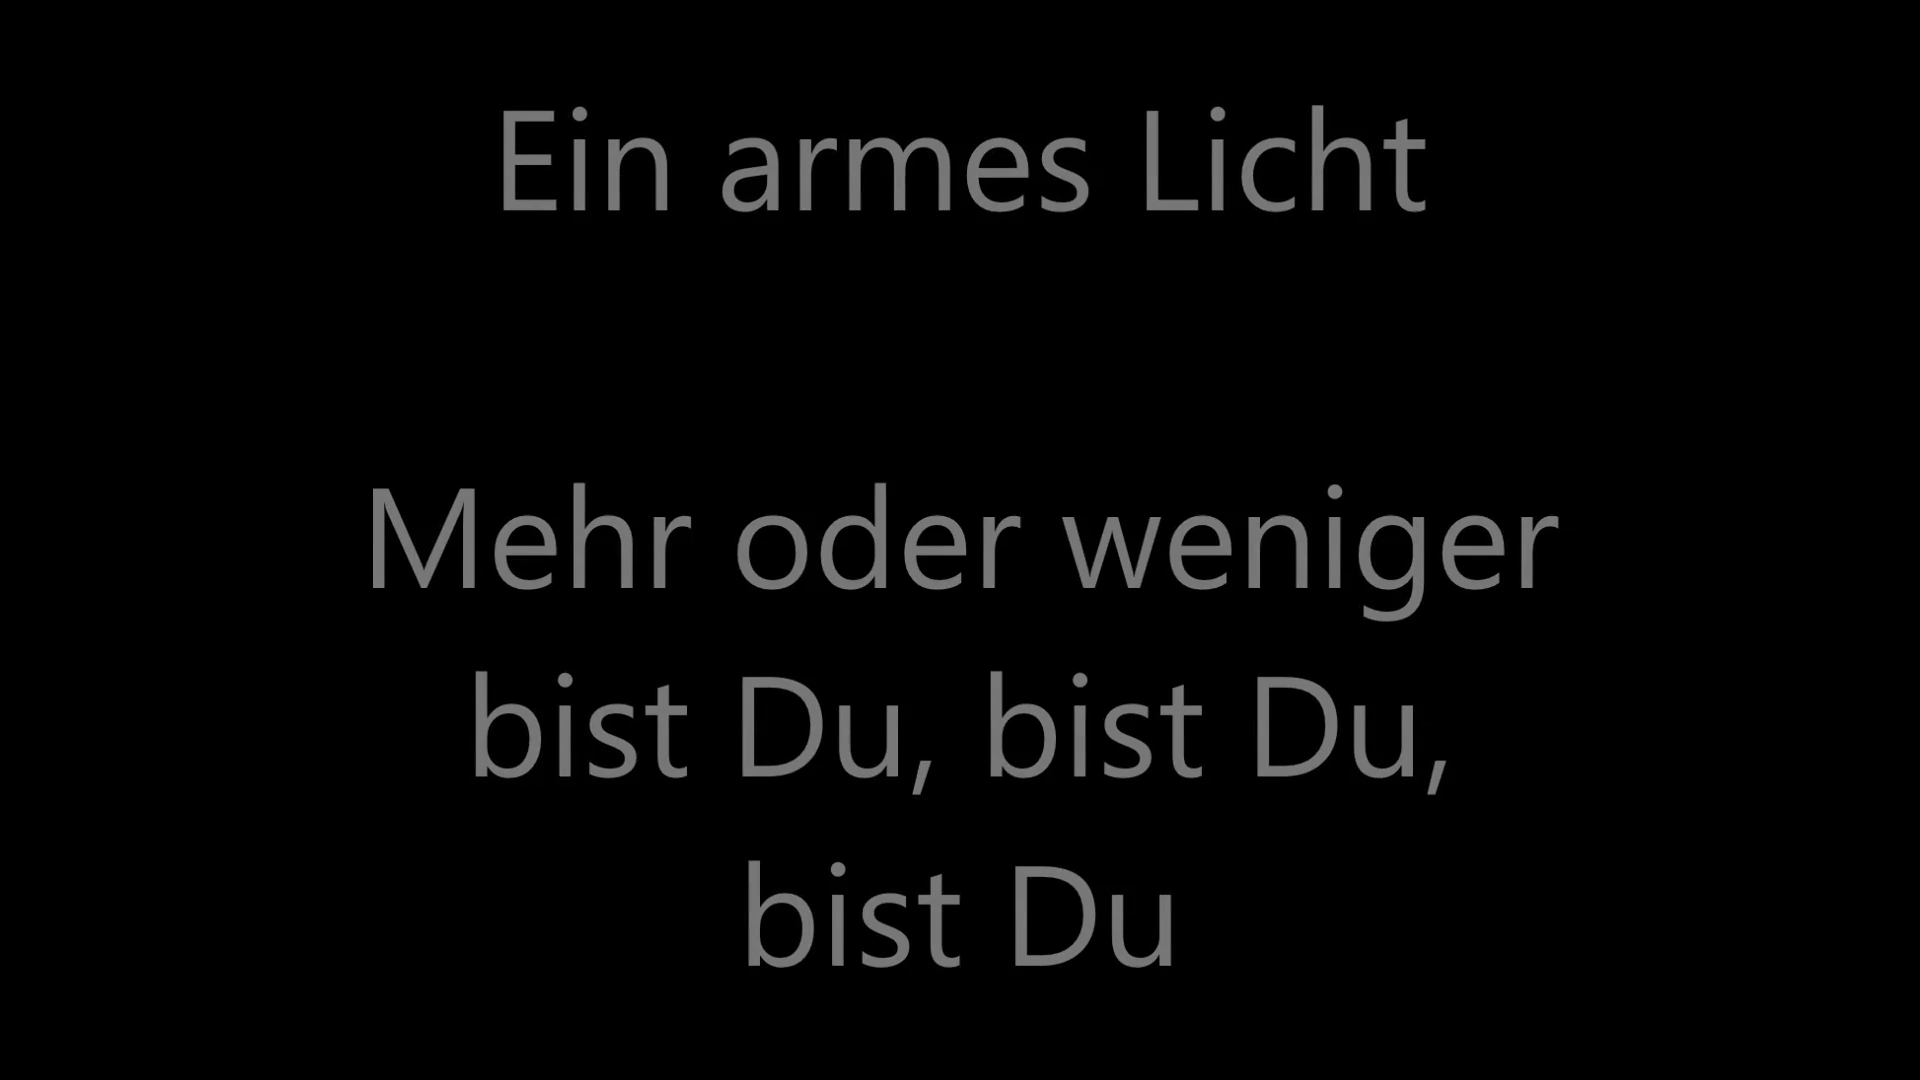 Ein armes Licht
Mehr oder weniger
bist Du, bist Du,
bist Du